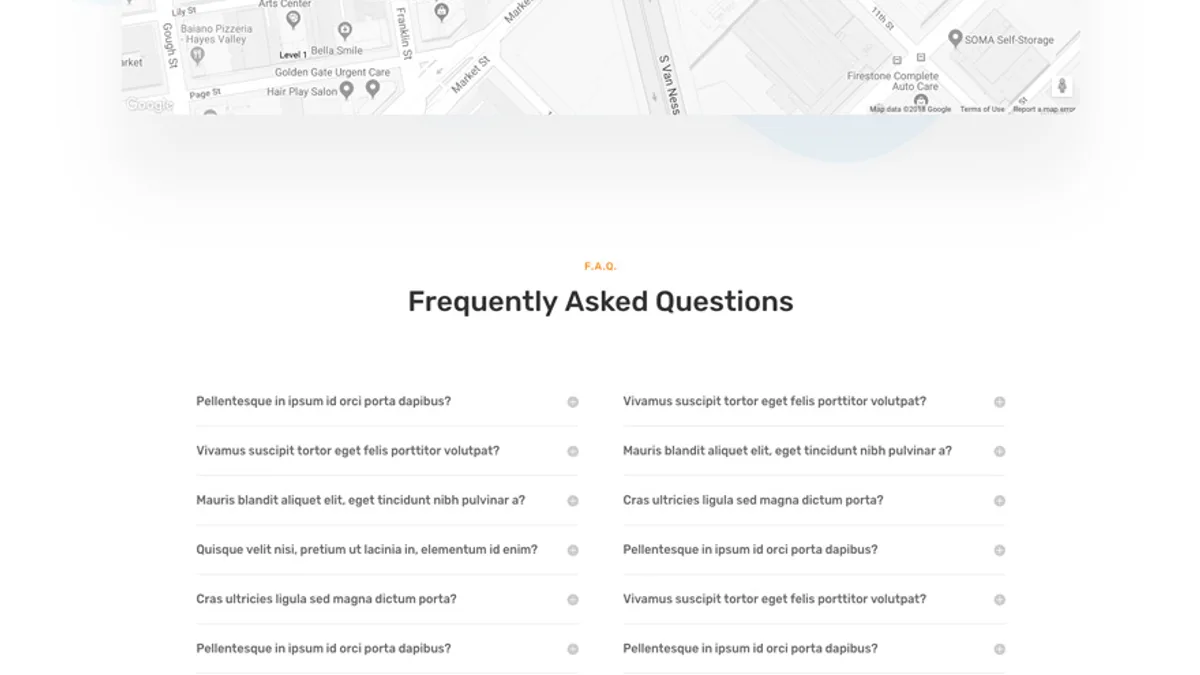 Lily St
Arts Center
Gough St
Baiano Pizzeria
- Hayes Valley
Level 1
Bella Smile
Franklin St
Market St
Golden Gate Urgent Care
Hair Play Salon
Page St
arket
Google
S Van Ness
11th St
SOMA Self-Storage
Firestone Complete
Auto Care
Map data ©2018 Google Terms of Use Report a map error
F.A.Q.
Frequently Asked Questions
Pellentesque in ipsum id orci porta dapibus?
Vivamus suscipit tortor eget felis porttitor volutpat?
Mauris blandit aliquet elit, eget tincidunt nibh pulvinar a?
Quisque velit nisi, pretium ut lacinia in, elementum id enim?
Cras ultricies ligula sed magna dictum porta?
Pellentesque in ipsum id orci porta dapibus?
Vivamus suscipit tortor eget felis porttitor volutpat?
Mauris blandit aliquet elit, eget tincidunt nibh pulvinar a?
Cras ultricies ligula sed magna dictum porta?
Pellentesque in ipsum id orci porta dapibus?
Vivamus suscipit tortor eget felis porttitor volutpat?
Pellentesque in ipsum id orci porta dapibus?